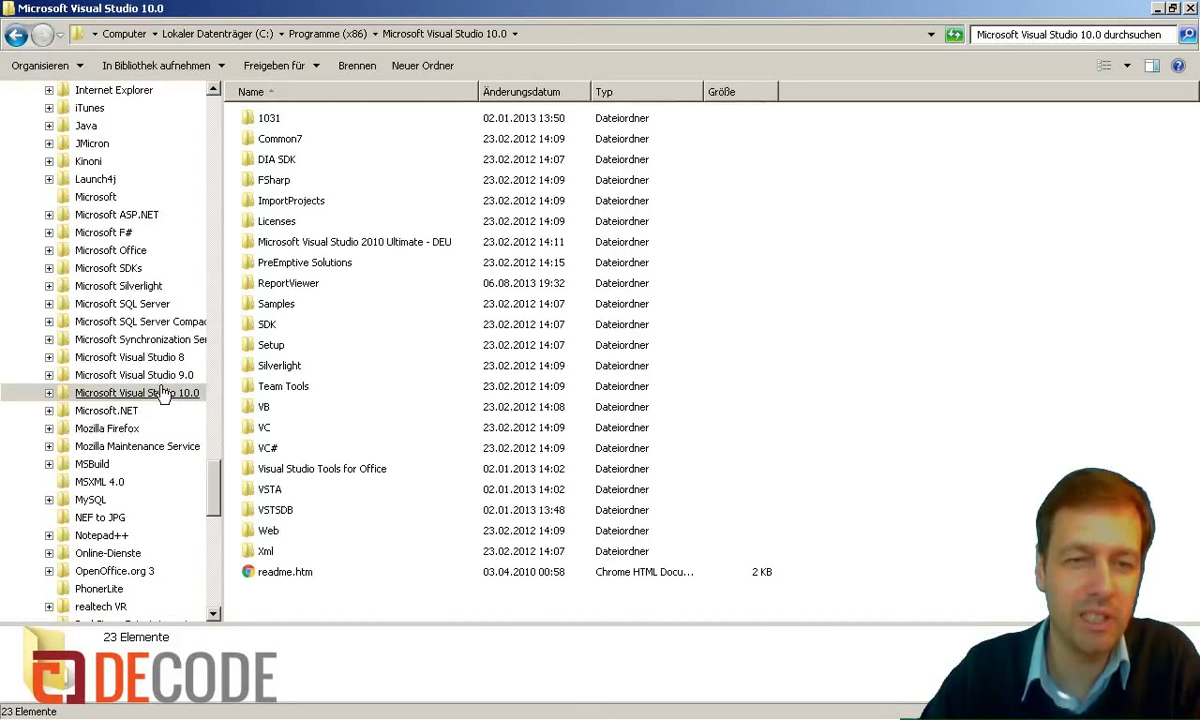 Microsoft Visual Studio 10.0
Computer Lokaler Datenträger (C:) Programme (x86) Microsoft Visual Studio 10.0
Microsoft Visual Studio 10.0 durchsuchen
Organisieren In Bibliothek aufnehmen Freigeben für Brennen Neuer Ordner
Internet Explorer
iTunes
Java
JMicron
Kinoni
Launch4j
Microsoft
Microsoft ASP.NET
Microsoft F#
Microsoft Office
Microsoft SDKs
Microsoft Silverlight
Microsoft SQL Server
Microsoft SQL Server Compac
Microsoft Synchronization Ser
Microsoft Visual Studio 8
Microsoft Visual Studio 9.0
Microsoft Visual Studio 10.0
Microsoft.NET
Mozilla Firefox
Mozilla Maintenance Service
MSBuild
MSXML 4.0
MySQL
NEF to JPG
Notepad++
Online-Dienste
OpenOffice.org 3
PhonerLite
realtech VR
Name Änderungsdatum Typ Größe
1031 02.01.2013 13:50 Dateiordner
Common7 23.02.2012 14:09 Dateiordner
DIA SDK 23.02.2012 14:07 Dateiordner
FSharp 23.02.2012 14:09 Dateiordner
ImportProjects 23.02.2012 14:09 Dateiordner
Licenses 23.02.2012 14:09 Dateiordner
Microsoft Visual Studio 2010 Ultimate - DEU 23.02.2012 14:11 Dateiordner
PreEmptive Solutions 23.02.2012 14:15 Dateiordner
ReportViewer 06.08.2013 19:32 Dateiordner
Samples 23.02.2012 14:07 Dateiordner
SDK 23.02.2012 14:07 Dateiordner
Setup 23.02.2012 14:07 Dateiordner
Silverlight 23.02.2012 14:09 Dateiordner
Team Tools 23.02.2012 14:09 Dateiordner
VB 23.02.2012 14:08 Dateiordner
VC 23.02.2012 14:09 Dateiordner
VC# 23.02.2012 14:09 Dateiordner
Visual Studio Tools for Office 02.01.2013 14:02 Dateiordner
VSTA 02.01.2013 14:02 Dateiordner
VSTSDB 02.01.2013 13:48 Dateiordner
Web 23.02.2012 14:09 Dateiordner
Xml 23.02.2012 14:07 Dateiordner
readme.htm 03.04.2010 00:58 Chrome HTML Docu... 2 KB
23 Elemente
DECODE
23 Elemente